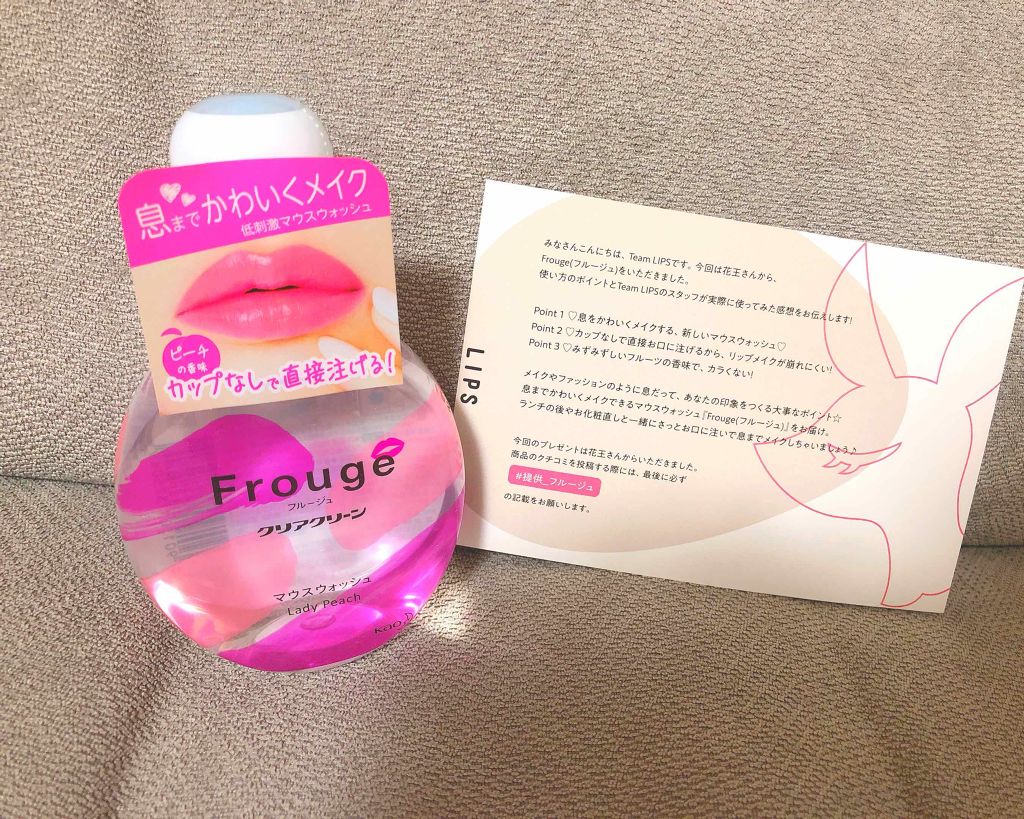 息までかわいくメイク
低刺激マウスウォッシュ
ピーチ
の香味
カップなしで直接注げる!
Frouge
フルージュ
クリアクリーン
マウスウォッシュ
Lady Peach
Kao
LIPS
みなさんこんにちは、Team LIPSです。今回は花王さんから、
Frouge(フルージュ)をいただきました。
使い方のポイントとTeam LIPSのスタッフが実際に使ってみた感想をお伝えします!
Point 1 ♡息をかわいくメイクする、新しいマウスウォッシュ♡
Point 2 ♡カップなしで直接お口に注げるから、リップメイクが崩れにくい!
Point 3 ♡みずみずしいフルーツの香味で、カラくない!
メイクやファッションのように息だって、あなたの印象をつくる大事なポイント☆
息までかわいくメイクできるマウスウォッシュ『Frouge(フルージュ)』をお届け。
ランチの後やお化粧直しと一緒にさっとお口に注いで息までメイクしちゃいましょう♪
今回のプレゼントは花王さんからいただきました。
商品のクチコミを投稿する際には、最後に必ず
#提供_フルージュ
の記載をお願いします。